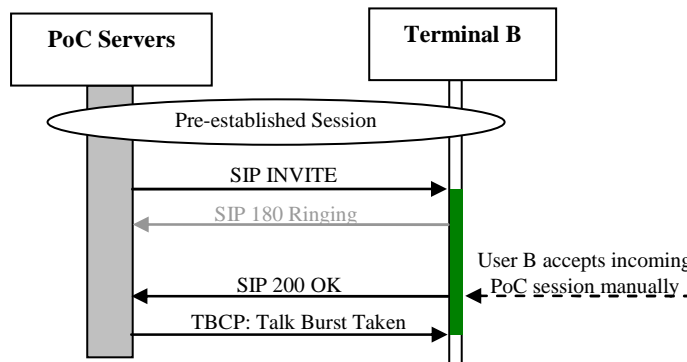 PoC Servers
Terminal B
Pre-established Session
SIP INVITE
SIP 180 Ringing
User B accepts incoming
SIP 200 OK
PoC session manually
TBCP: Talk Burst Taken